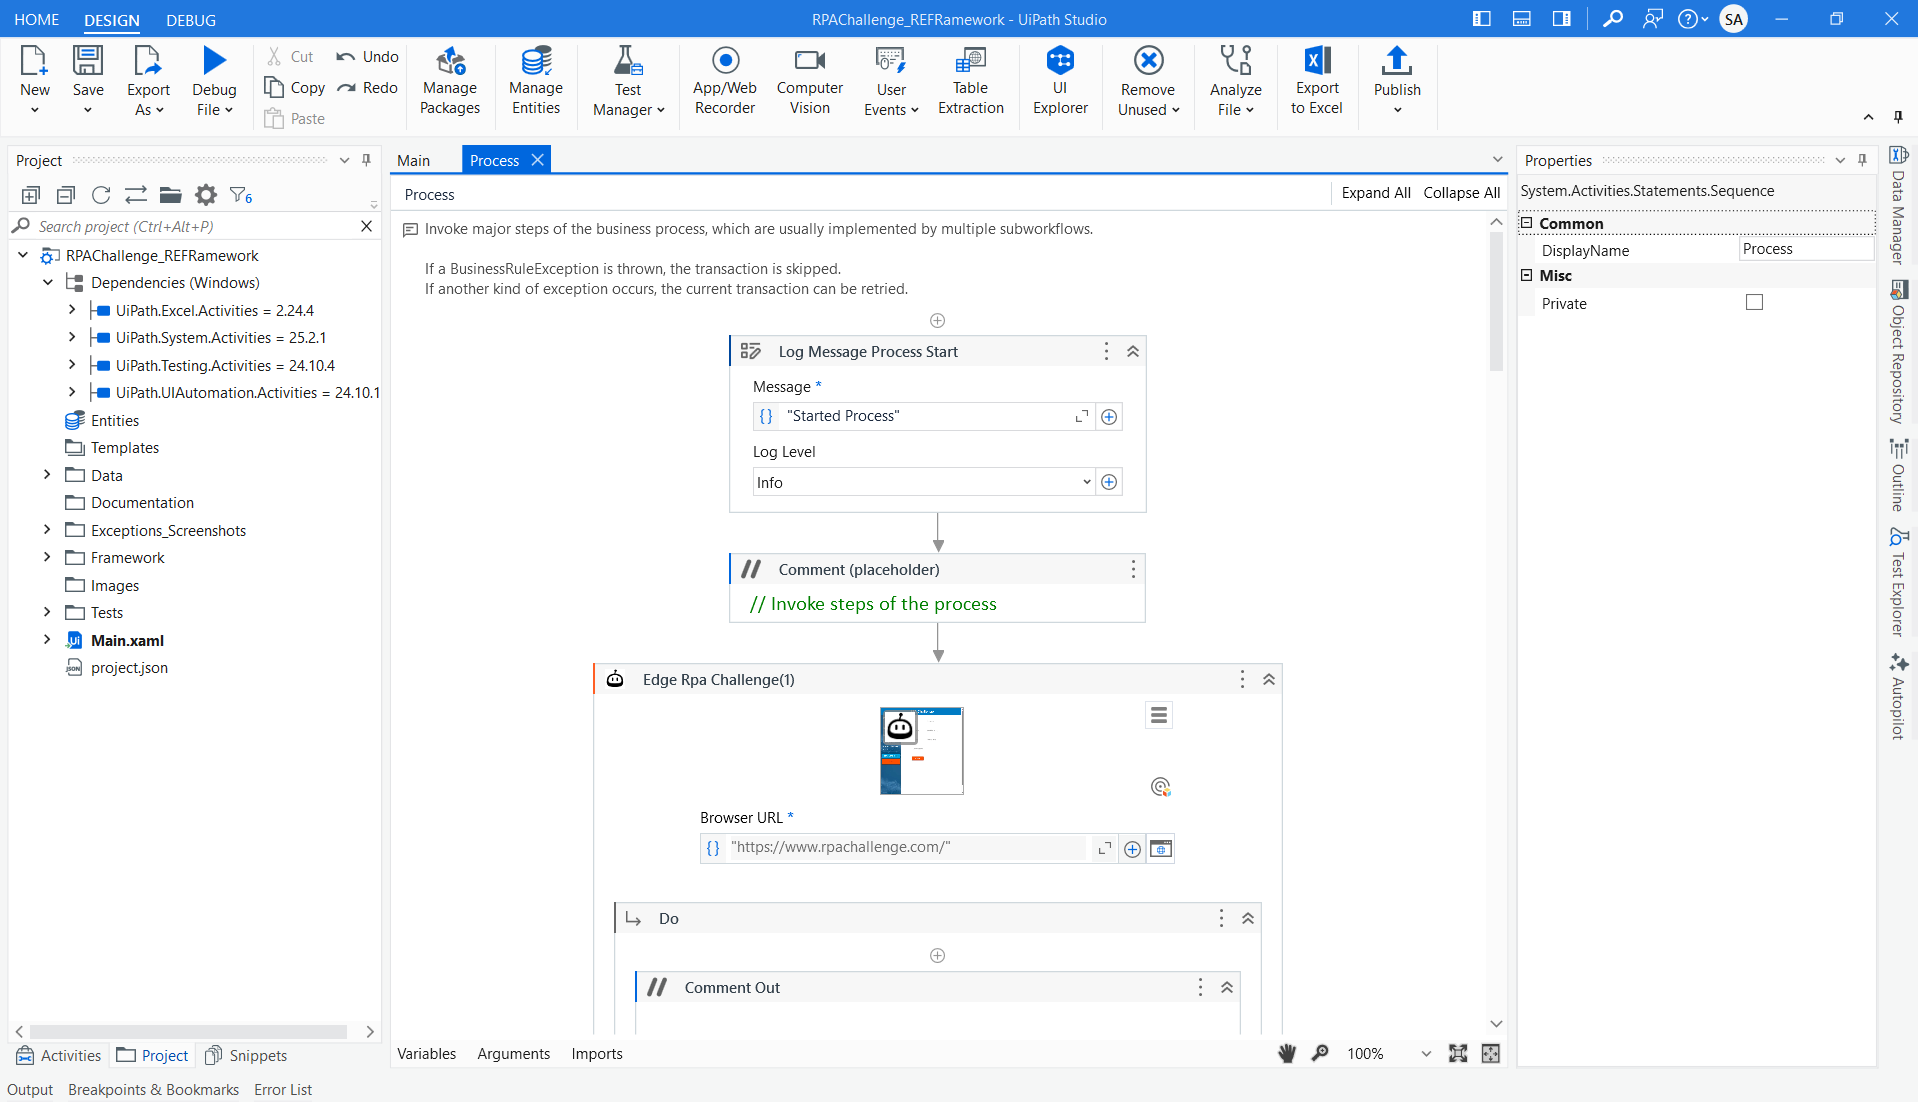 HOME DESIGN DEBUG
RPAChallenge_REFRamework - UiPath Studio
SA
New
Save
Export As
Debug File
Cut
Copy
Paste
Undo
Redo
Manage Packages
Manage Entities
Test Manager
App/Web Recorder
Computer Vision
User Events
Table Extraction
UI Explorer
Remove Unused
Analyze File
Export to Excel
Publish
Project
6
Search project (Ctrl+Alt+P)
RPAChallenge_REFRamework
Dependencies (Windows)
UiPath.Excel.Activities = 2.24.4
UiPath.System.Activities = 25.2.1
UiPath.Testing.Activities = 24.10.4
UiPath.UIAutomation.Activities = 24.10.1
Entities
Templates
Data
Documentation
Exceptions_Screenshots
Framework
Images
Tests
Main.xaml
project.json
Activities Project Snippets
Main Process
Process
Expand All Collapse All
Invoke major steps of the business process, which are usually implemented by multiple subworkflows.
If a BusinessRuleException is thrown, the transaction is skipped.
If another kind of exception occurs, the current transaction can be retried.
Log Message Process Start
Message *
"Started Process"
Log Level
Info
Comment (placeholder)
// Invoke steps of the process
Edge Rpa Challenge(1)
Browser URL *
"https://www.rpachallenge.com/"
Do
Comment Out
Variables Arguments Imports
100%
Properties
System.Activities.Statements.Sequence
Common
DisplayName Process
Misc
Private
Data Manager
Object Repository
Outline
Test Explorer
Autopilot
Output Breakpoints & Bookmarks Error List